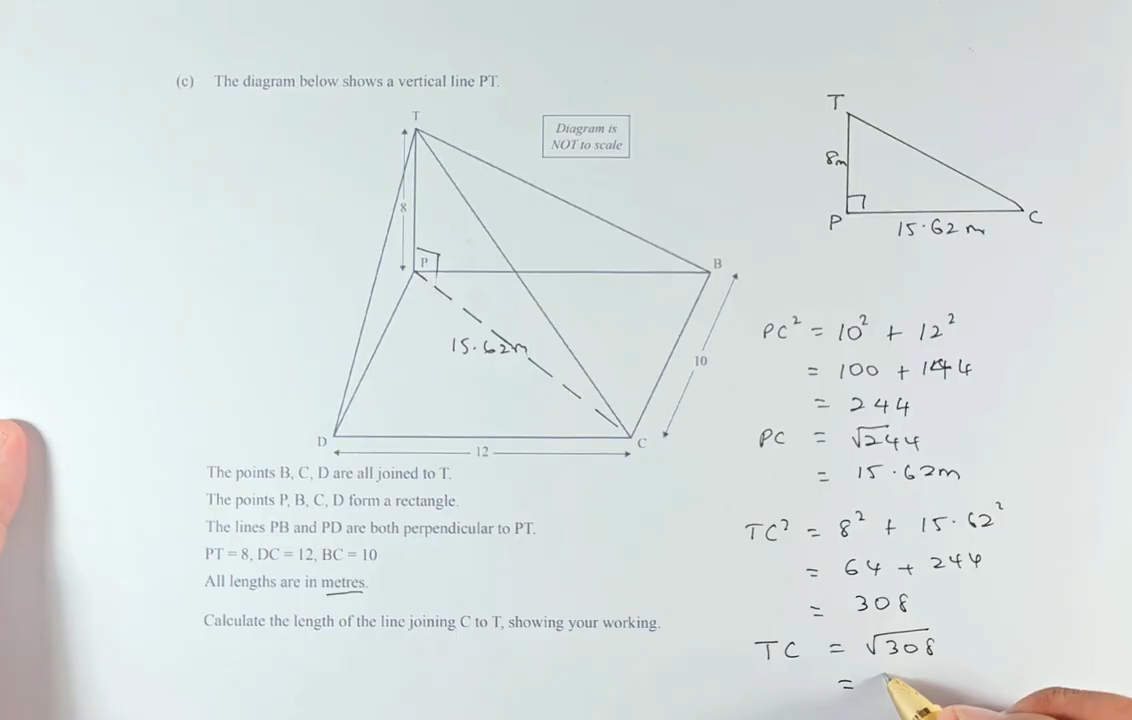 (c) The diagram below shows a vertical line PT.
T
Diagram is
NOT to scale
8
P
B
15.62m
10
D
C
12
The points B, C, D are all joined to T.
The points P, B, C, D form a rectangle.
The lines PB and PD are both perpendicular to PT.
PT = 8, DC = 12, BC = 10
All lengths are in metres.
Calculate the length of the line joining C to T, showing your working.
T
8m
P
15.62 m
C
PC² = 10² + 12²
= 100 + 144
= 244
PC = √244
= 15.62m
TC² = 8² + 15.62²
= 64 + 244
= 308
TC = √308
=